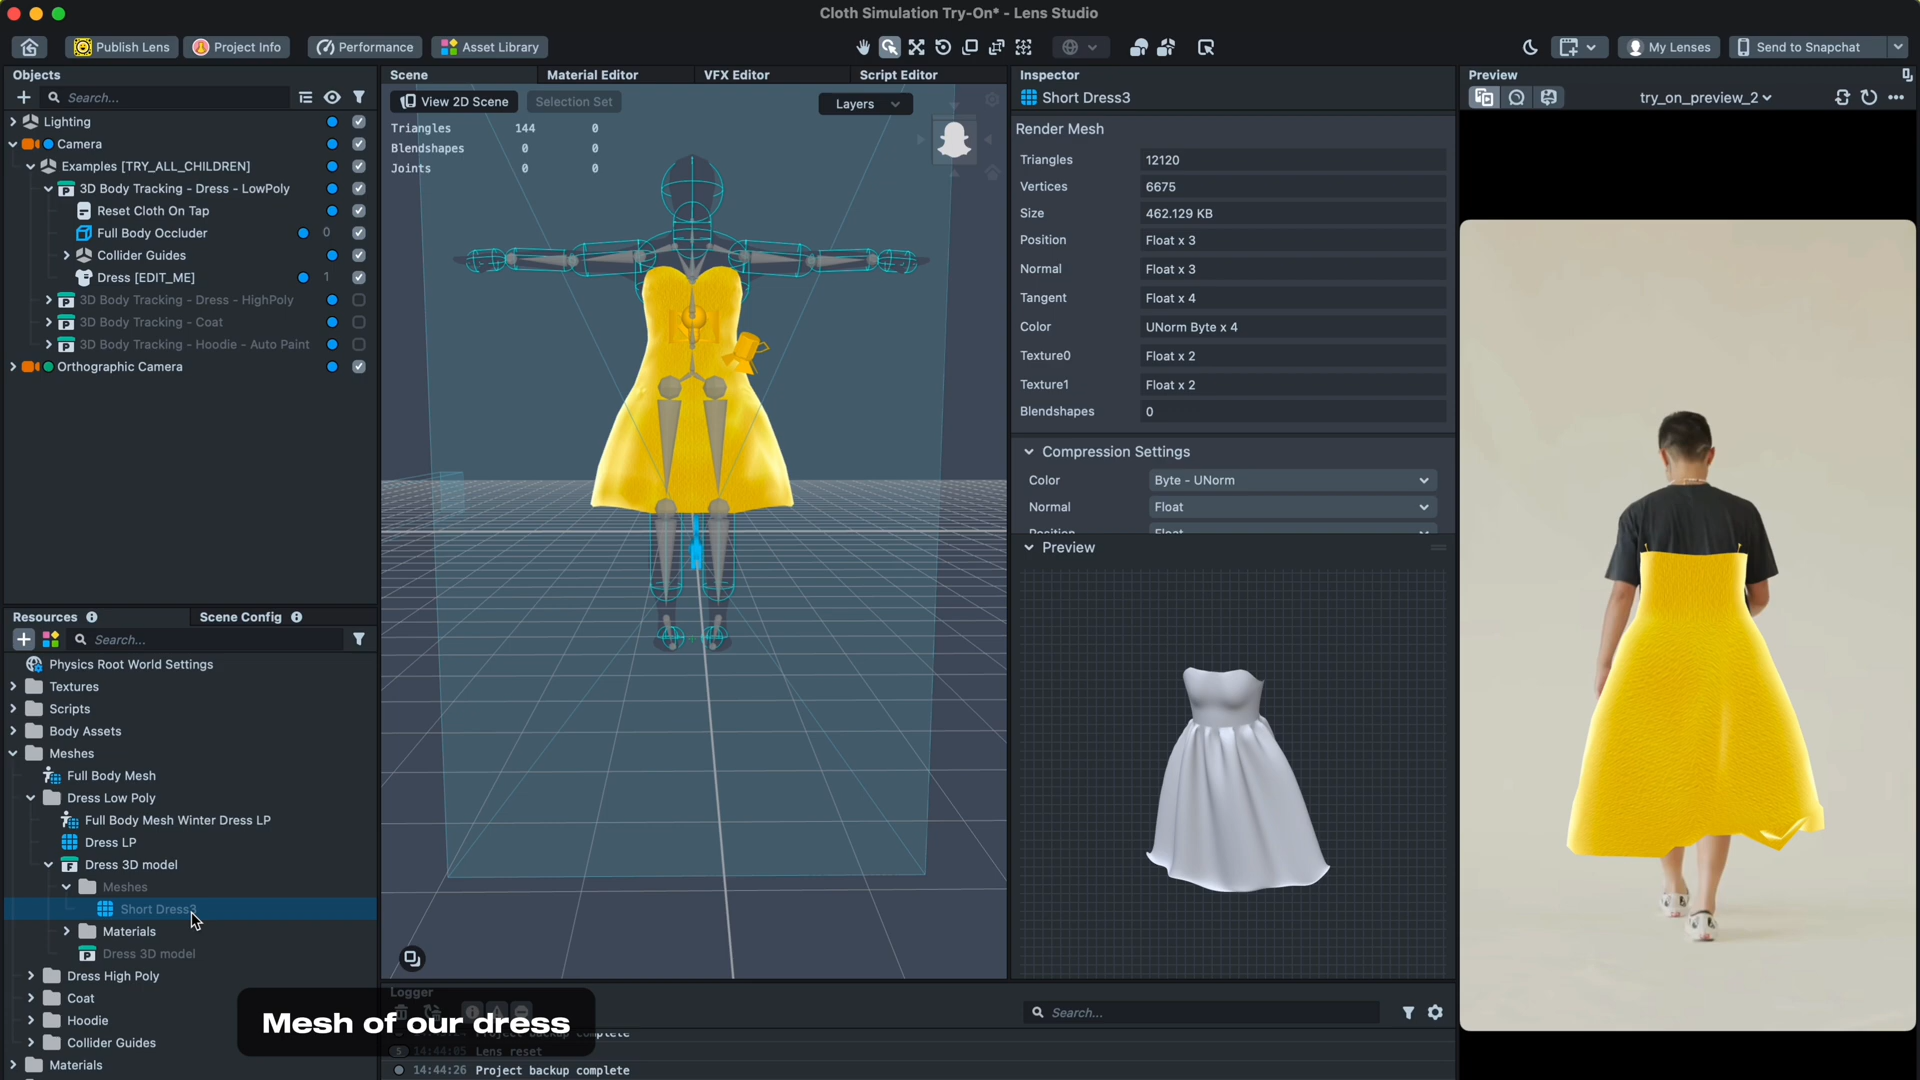 Cloth Simulation Try-On* - Lens Studio
Publish Lens
Project Info
Performance
Asset Library
My Lenses
Send to Snapchat
Objects
Search...
Lighting
Camera
Examples [TRY_ALL_CHILDREN]
3D Body Tracking - Dress - LowPoly
Reset Cloth On Tap
Full Body Occluder 0
Collider Guides
Dress [EDIT_ME] 1
3D Body Tracking - Dress - HighPoly
3D Body Tracking - Coat
3D Body Tracking - Hoodie - Auto Paint
Orthographic Camera
Resources
Scene Config
Search...
Physics Root World Settings
Textures
Scripts
Body Assets
Meshes
Full Body Mesh
Dress Low Poly
Full Body Mesh Winter Dress LP
Dress LP
Dress 3D model
Meshes
Short Dress3
Materials
Dress 3D model
Dress High Poly
Coat
Hoodie
Collider Guides
Materials
Scene
Material Editor
VFX Editor
Script Editor
View 2D Scene
Selection Set
Layers
Triangles 144 0
Blendshapes 0 0
Joints 0 0
Inspector
Short Dress3
Render Mesh
Triangles 12120
Vertices 6675
Size 462.129 KB
Position Float x 3
Normal Float x 3
Tangent Float x 4
Color UNorm Byte x 4
Texture0 Float x 2
Texture1 Float x 2
Blendshapes 0
Compression Settings
Color Byte - UNorm
Normal Float
Position Float
Preview
Preview
try_on_preview_2
Logger
Search...
Project backup complete
5 14:44:05 Lens reset
14:44:26 Project backup complete
Mesh of our dress